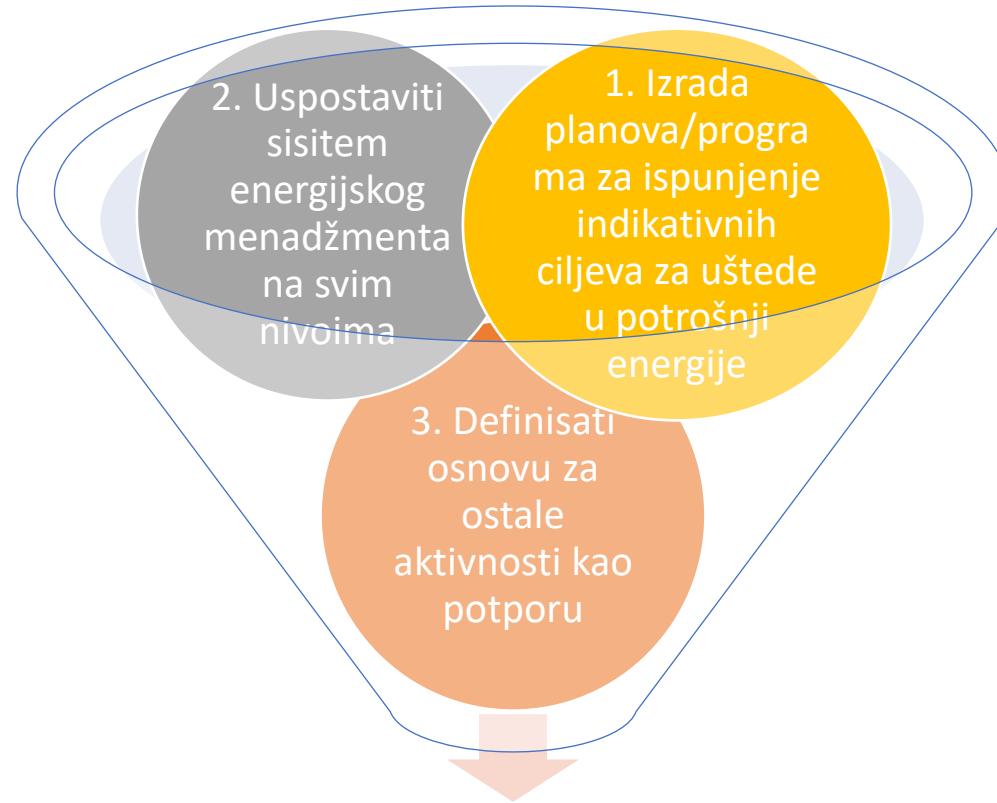 2. Uspostaviti
sisitem
energijskog
menadžmenta
na svim
nivoima
1. Izrada
planova/progra
ma za ispunjenje
indikativnih
ciljeva za uštede
u potrošnji
energije
3. Definisati
osnovu za
ostale
aktivnosti kao
potporu